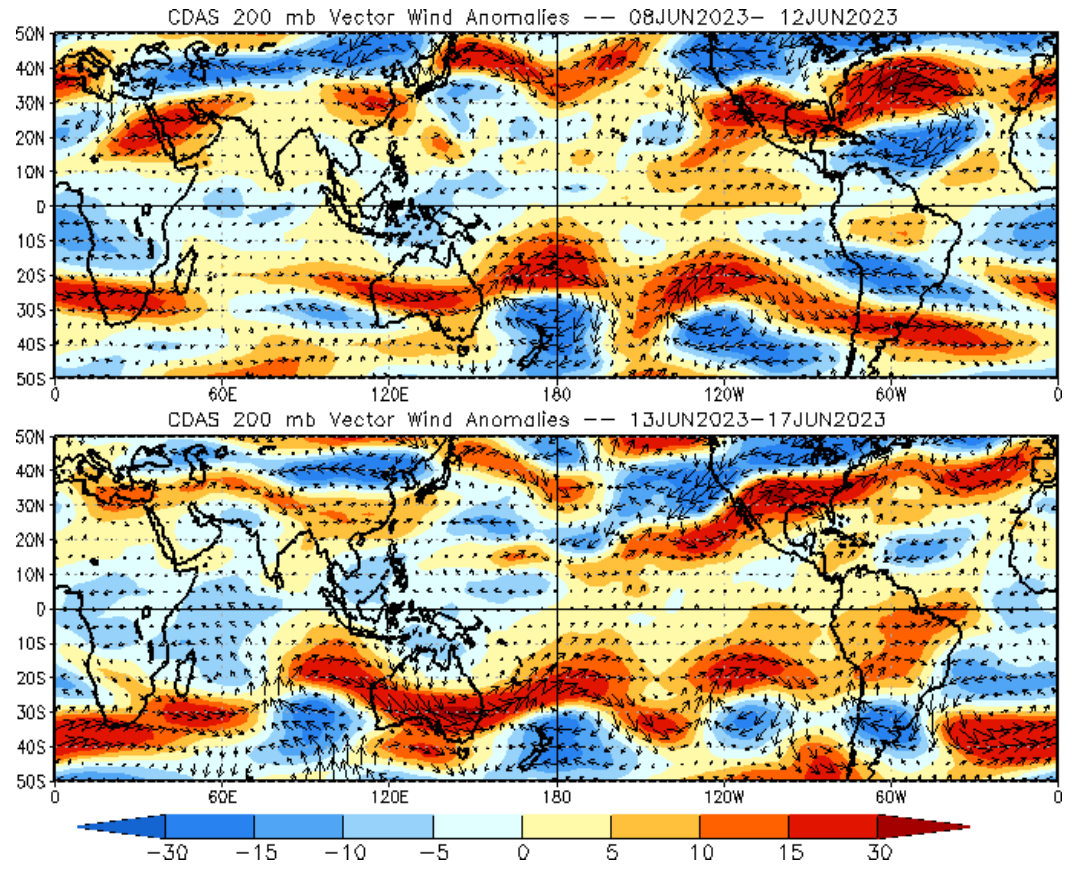 CDAS 200 mb Vector Wind Anomalies -- 08JUN2023- 12JUN2023
50N
40N
30N
20N
10N
0
10S
20S
30S
40S
50S
0 60E 120E 180 120W 60W 0
CDAS 200 mb Vector Wind Anomalies -- 13JUN2023-17JUN2023
50N
40N
30N
20N
10N
0
10S
20S
30S
40S
50S
0 60E 120E 180 120W 60W 0
-30 -15 -10 -5 0 5 10 15 30